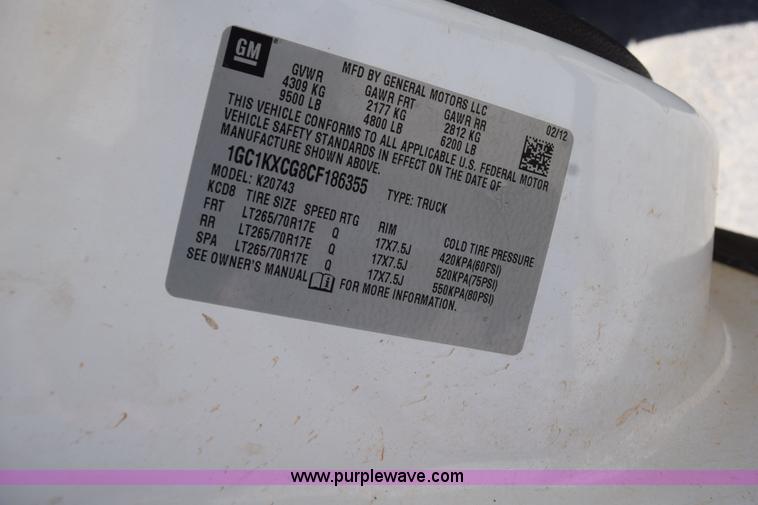 GM
MFD BY GENERAL MOTORS LLC
02/12
GVWR GAWR FRT GAWR RR
4309 KG 2177 KG 2812 KG
9500 LB 4800 LB 6200 LB
THIS VEHICLE CONFORMS TO ALL APPLICABLE U.S. FEDERAL MOTOR
VEHICLE SAFETY STANDARDS IN EFFECT ON THE DATE OF
MANUFACTURE SHOWN ABOVE.
1GC1KXCG8CF186355
TYPE: TRUCK
MODEL: K20743
KCD8 TIRE SIZE SPEED RTG RIM COLD TIRE PRESSURE
FRT LT265/70R17E Q 17X7.5J 420KPA(60PSI)
RR LT265/70R17E Q 17X7.5J 520KPA(75PSI)
SPA LT265/70R17E Q 17X7.5J 550KPA(80PSI)
SEE OWNER'S MANUAL FOR MORE INFORMATION.
www.purplewave.com